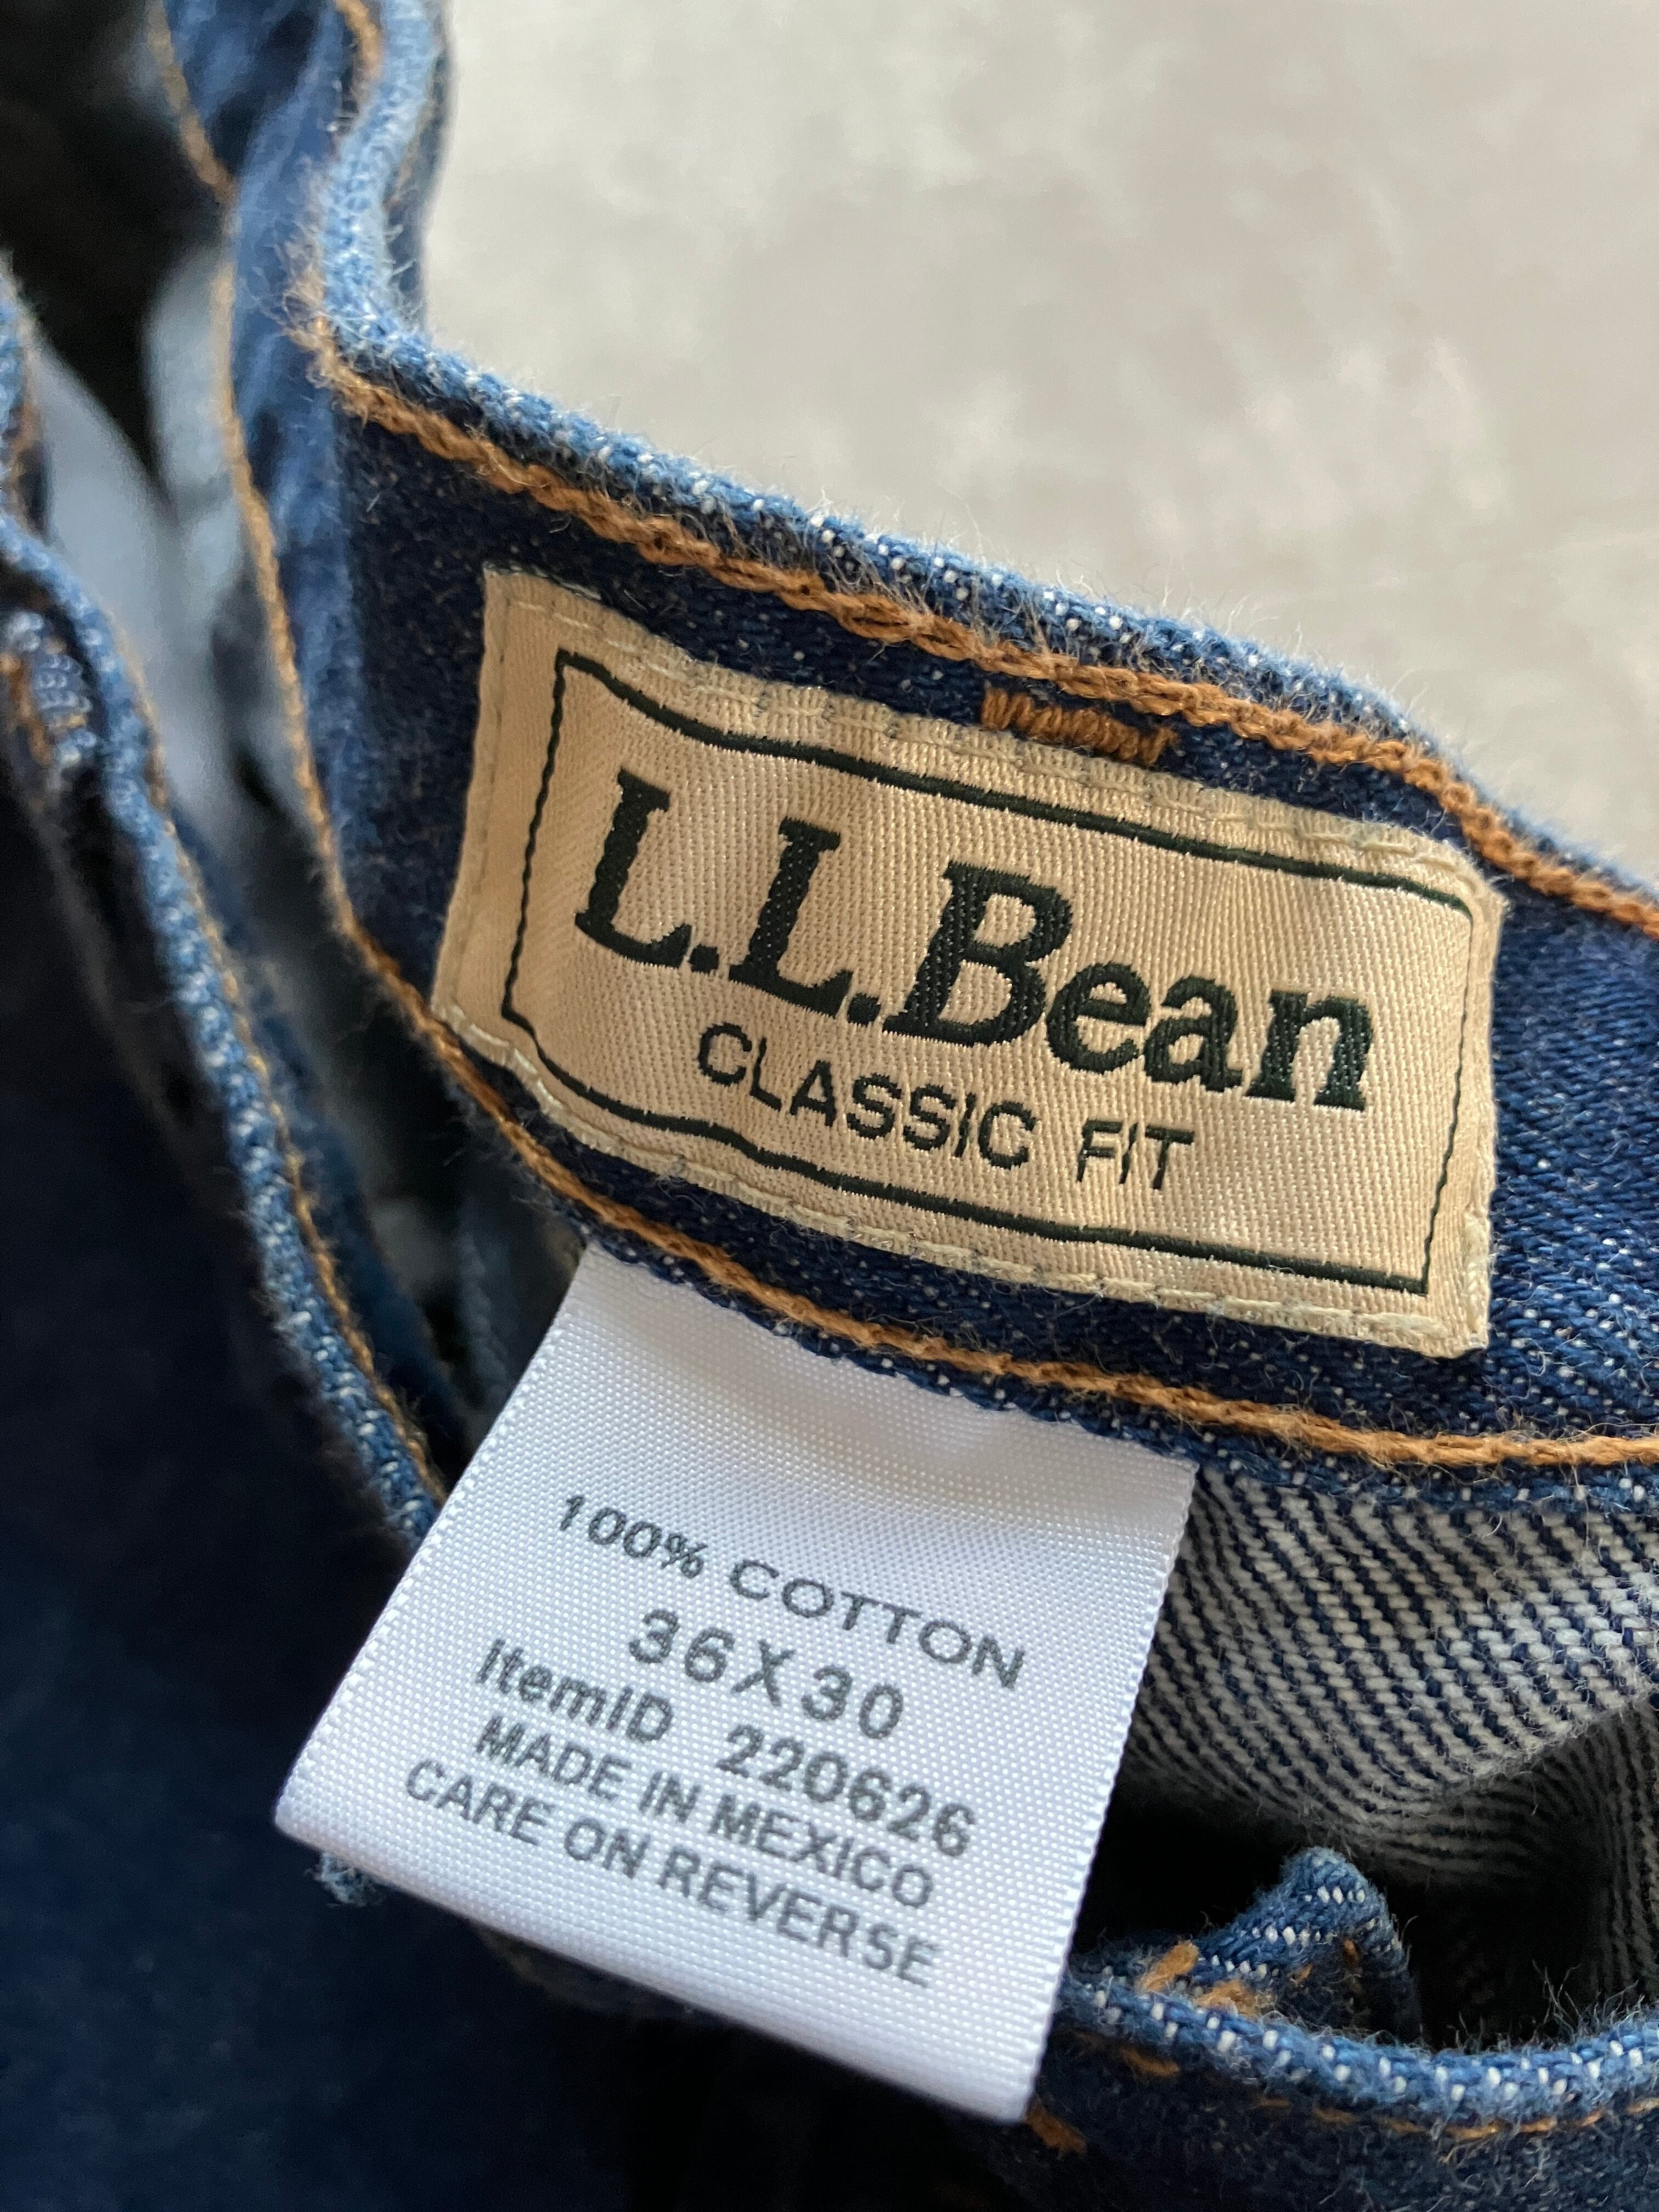 L.L.Bean
CLASSIC FIT
100% COTTON
36X30
ItemID 220626
MADE IN MEXICO
CARE ON REVERSE